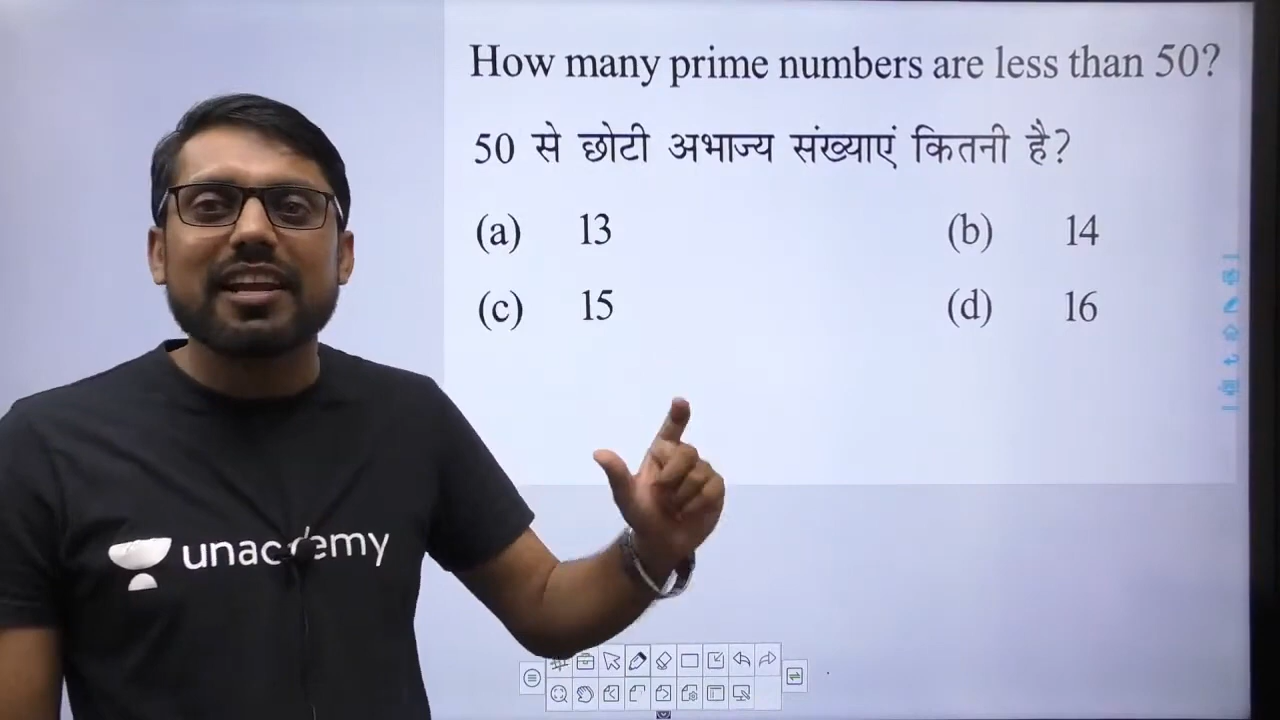 How many prime numbers are less than 50?
50 से छोटी अभाज्य संख्याएं कितनी है?
(a) 13 (b) 14
(c) 15 (d) 16
unacademy